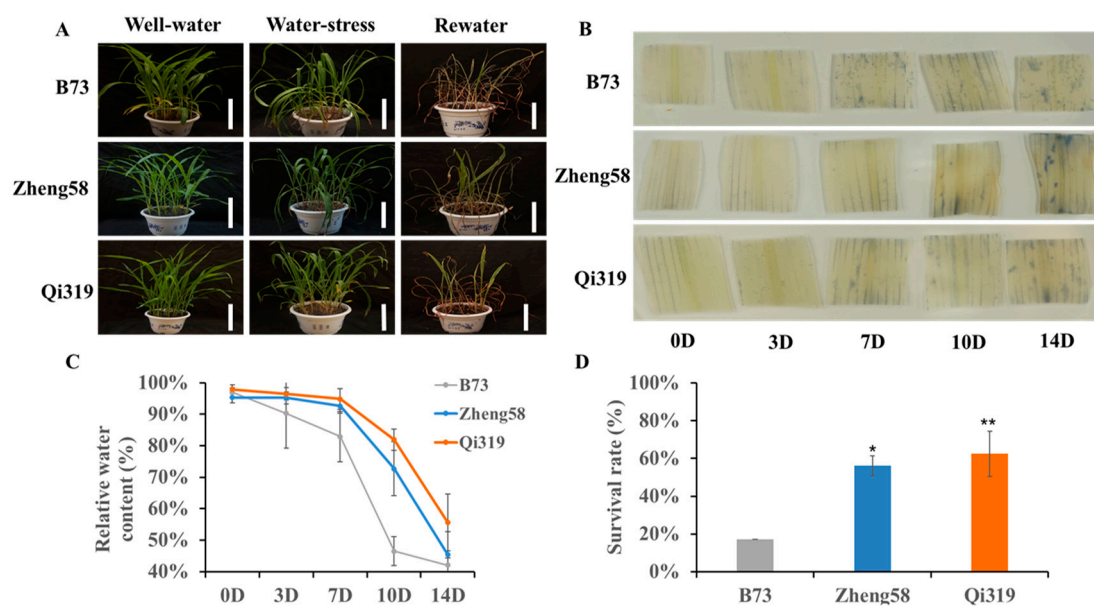 A
Well-water
Water-stress
Rewater
B73
Zheng58
Qi319
B
B73
Zheng58
Qi319
0D
3D
7D
10D
14D
C
Relative water
content (%)
100%
90%
80%
70%
60%
50%
40%
0D
3D
7D
10D
14D
B73
Zheng58
Qi319
D
Survival rate (%)
100%
80%
60%
40%
20%
0%
*
**
B73
Zheng58
Qi319